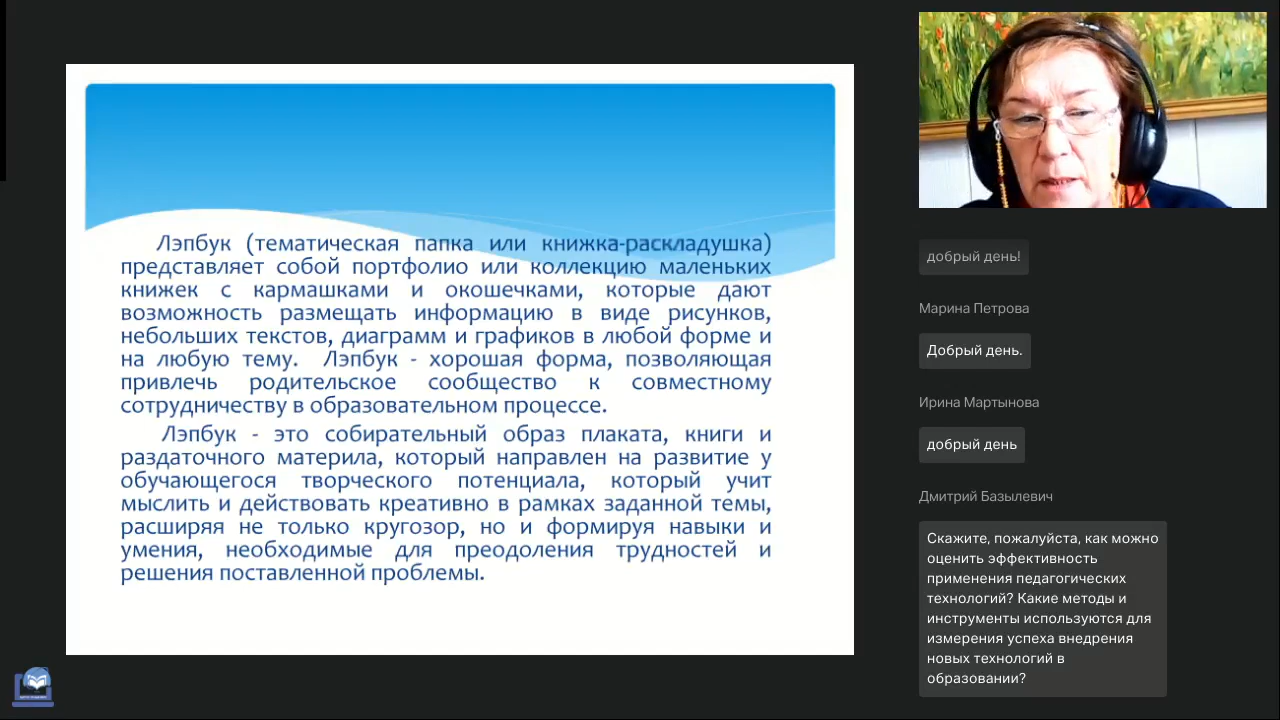 Лэпбук (тематическая папка или книжка-раскладушка)
представляет собой портфолио или коллекцию маленьких
книжек с кармашками и окошечками, которые дают
возможность размещать информацию в виде рисунков,
небольших текстов, диаграмм и графиков в любой форме и
на любую тему. Лэпбук - хорошая форма, позволяющая
привлечь родительское сообщество к совместному
сотрудничеству в образовательном процессе.
Лэпбук - это собирательный образ плаката, книги и
раздаточного материла, который направлен на развитие у
обучающегося творческого потенциала, который учит
мыслить и действовать креативно в рамках заданной темы,
расширяя не только кругозор, но и формируя навыки и
умения, необходимые для преодоления трудностей и
решения поставленной проблемы.
добрый день!
Марина Петрова
Добрый день.
Ирина Мартынова
добрый день
Дмитрий Базылевич
Скажите, пожалуйста, как можно
оценить эффективность
применения педагогических
технологий? Какие методы и
инструменты используются для
измерения успеха внедрения
новых технологий в
образовании?